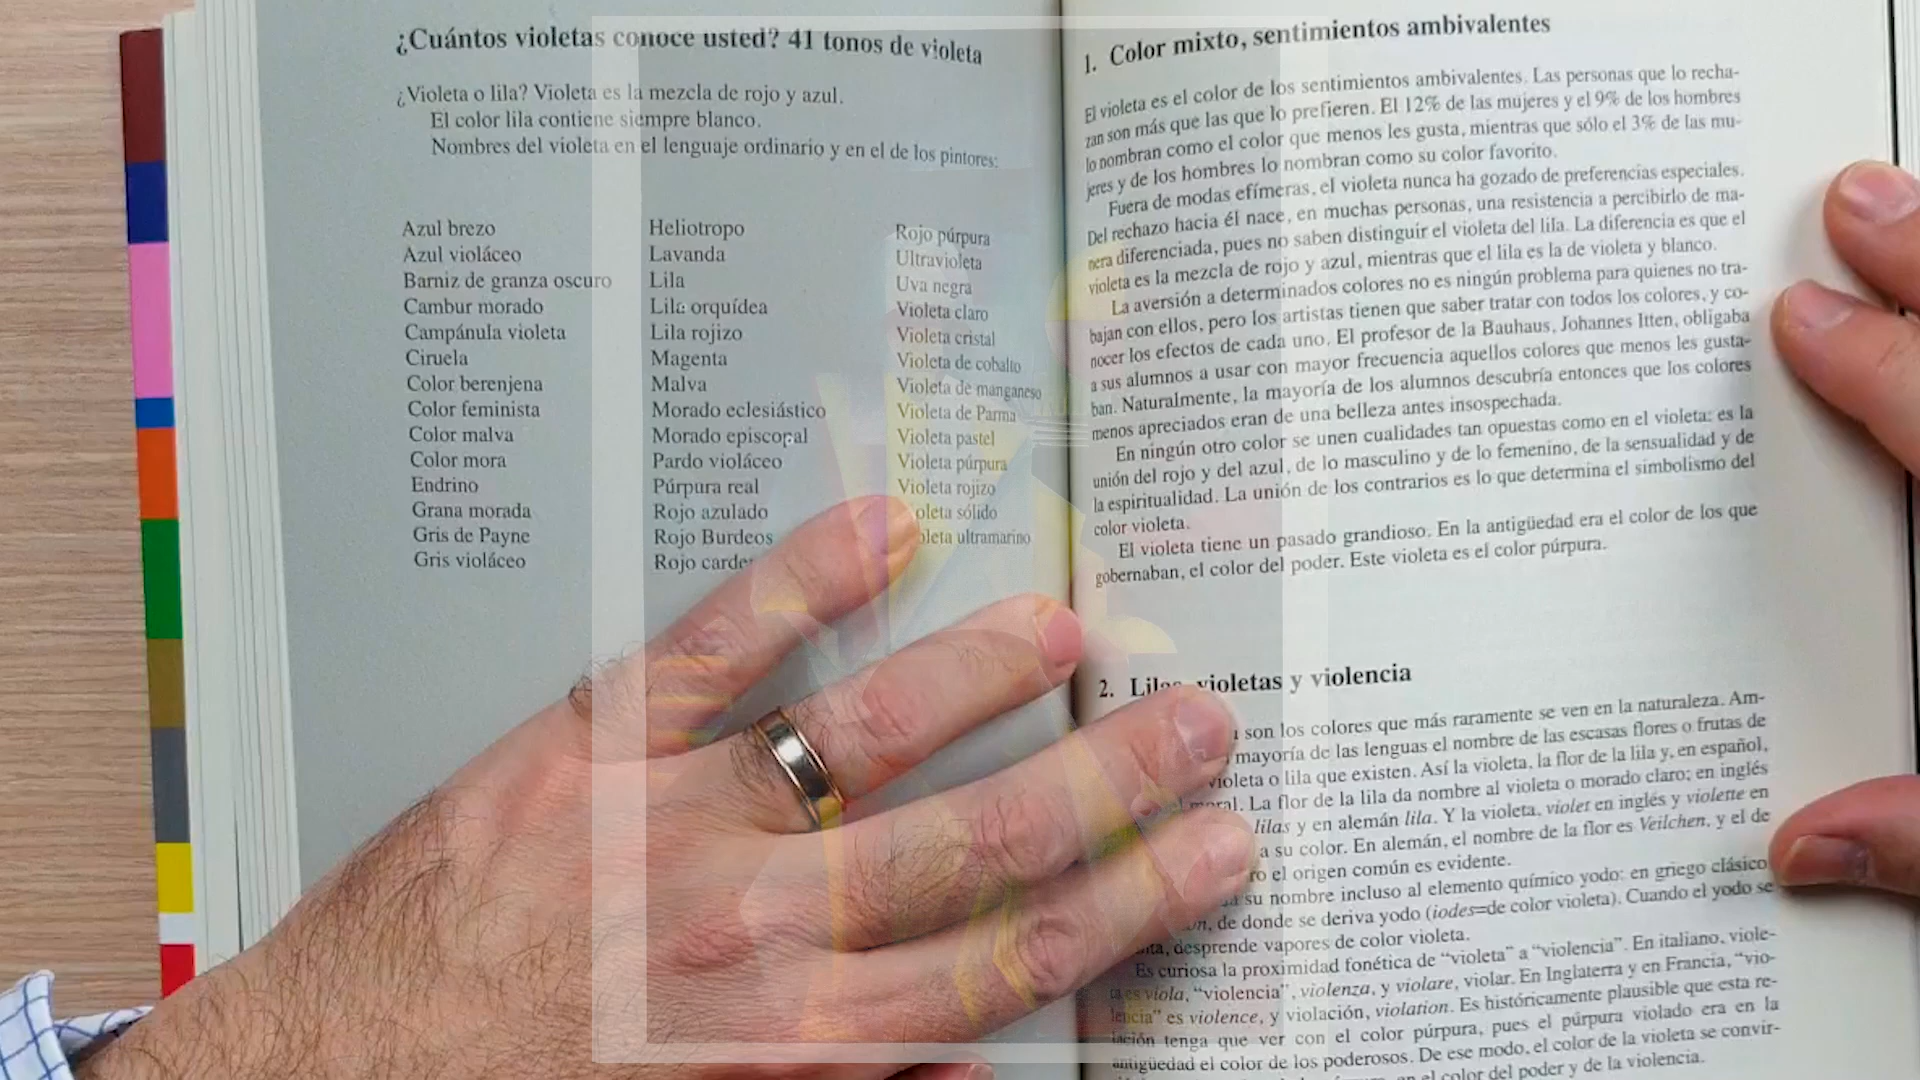 ¿Cuántos violetas conoce usted? 41 tonos de violeta
¿Violeta o lila? Violeta es la mezcla de rojo y azul.
El color lila contiene siempre blanco.
Nombres del violeta en el lenguaje ordinario y en el de los pintores:
Azul brezo
Azul violáceo
Barniz de granza oscuro
Cambur morado
Campánula violeta
Ciruela
Color berenjena
Color feminista
Color malva
Color mora
Endrino
Grana morada
Gris de Payne
Gris violáceo
Heliotropo
Lavanda
Lila
Lila orquídea
Lila rojizo
Magenta
Malva
Morado eclesiástico
Morado episcopal
Pardo violáceo
Púrpura real
Rojo azulado
Rojo Burdeos
Rojo
Rojo púrpura
Ultravioleta
Uva negra
Violeta claro
Violeta cristal
Violeta de cobalto
Violeta de manganeso
Violeta de Parma
Violeta pastel
Violeta púrpura
Violeta rojizo
sólido
ultramarino
1. Color mixto, sentimientos ambivalentes
El violeta es el color de los sentimientos ambivalentes. Las personas que lo recha-
zan son más que las que lo prefieren. El 12% de las mujeres y el 9% de los hombres
lo nombran como el color que menos les gusta, mientras que sólo el 3% de las mu-
jeres y de los hombres lo nombran como su color favorito.
Fuera de modas efímeras, el violeta nunca ha gozado de preferencias especiales.
Del rechazo hacia él nace, en muchas personas, una resistencia a percibirlo de ma-
nera diferenciada, pues no saben distinguir el violeta del lila. La diferencia es que el
violeta es la mezcla de rojo y azul, mientras que el lila es la de violeta y blanco.
La aversión a determinados colores no es ningún problema para quienes no tra-
bajan con ellos, pero los artistas tienen que saber tratar con todos los colores, y co-
nocer los efectos de cada uno. El profesor de la Bauhaus, Johannes Itten, obligaba
a sus alumnos a usar con mayor frecuencia aquellos colores que menos les gusta-
ban. Naturalmente, la mayoría de los alumnos descubría entonces que los colores
menos apreciados eran de una belleza antes insospechada.
En ningún otro color se unen cualidades tan opuestas como en el violeta: es la
unión del rojo y del azul, de lo masculino y de lo femenino, de la sensualidad y de
la espiritualidad. La unión de los contrarios es lo que determina el simbolismo del
color violeta.
El violeta tiene un pasado grandioso. En la antigüedad era el color de los que
gobernaban, el color del poder. Este violeta es el color púrpura.
2. Lilas, violetas y violencia
son los colores que más raramente se ven en la naturaleza. Am-
mayoría de las lenguas el nombre de las escasas flores o frutas de
violeta o lila que existen. Así la violeta, la flor de la lila y, en español,
el moral. La flor de la lila da nombre al violeta o morado claro; en inglés
lilas y en alemán lila. Y la violeta, violet en inglés y violette en
a su color. En alemán, el nombre de la flor es Veilchen, y el de
el origen común es evidente.
su nombre incluso al elemento químico yodo: en griego clásico
de donde se deriva yodo (iodes=de color violeta). Cuando el yodo se
desprende vapores de color violeta.
Es curiosa la proximidad fonética de “violeta” a “violencia”. En italiano, viole-
ta es viola, “violencia”, violenza, y violare, violar. En Inglaterra y en Francia, “vio-
lencia” es violence, y violación, violation. Es históricamente plausible que esta re-
lación tenga que ver con el color púrpura, pues el púrpura violado era en la
antigüedad el color de los poderosos. De ese modo, el color de la violeta se convir-
el color del poder y de la violencia.